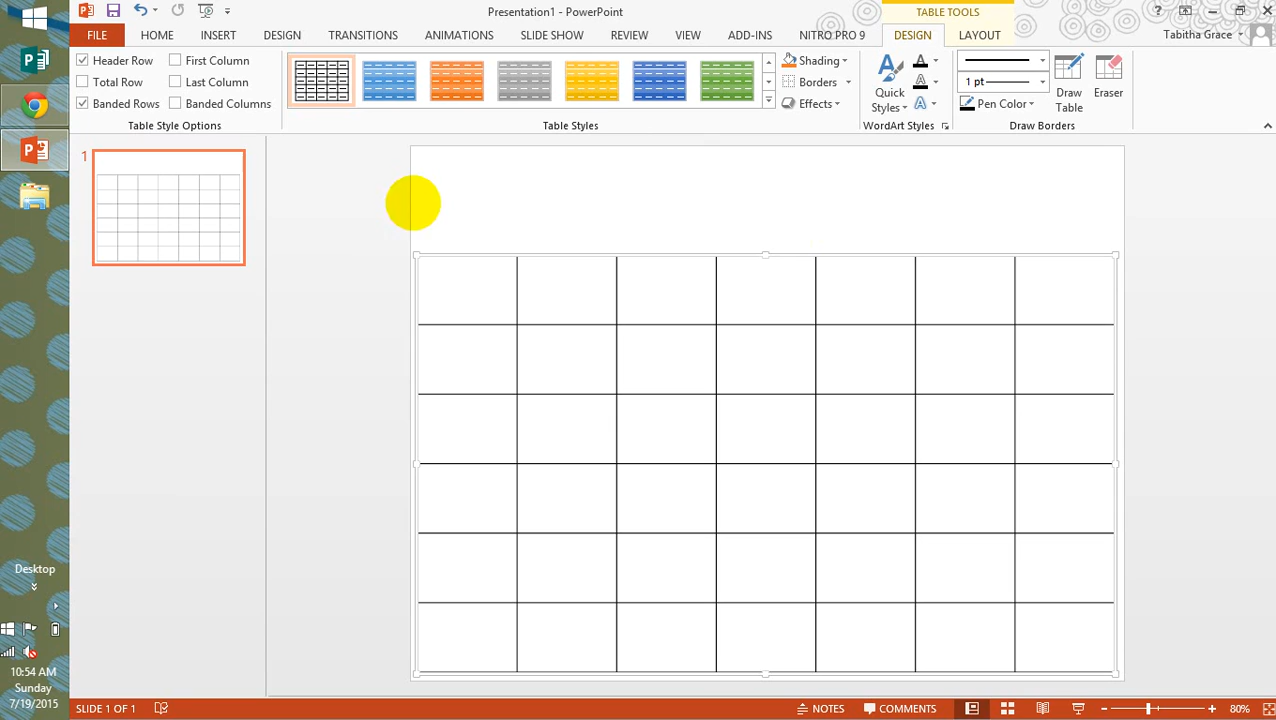 Presentation1 - PowerPoint
TABLE TOOLS
?
FILE
HOME
INSERT
DESIGN
TRANSITIONS
ANIMATIONS
SLIDE SHOW
REVIEW
VIEW
ADD-INS
NITRO PRO 9
DESIGN
LAYOUT
Tabitha Grace
Header Row
First Column
Total Row
Last Column
Banded Rows
Banded Columns
Table Style Options
Table Styles
Shading
Borders
Effects
Quick
Styles
A
A
A
A
WordArt Styles
1 pt
Pen Color
Draw
Table
Eraser
Draw Borders
1
Desktop
10:54 AM
Sunday
7/19/2015
SLIDE 1 OF 1
NOTES
COMMENTS
80%